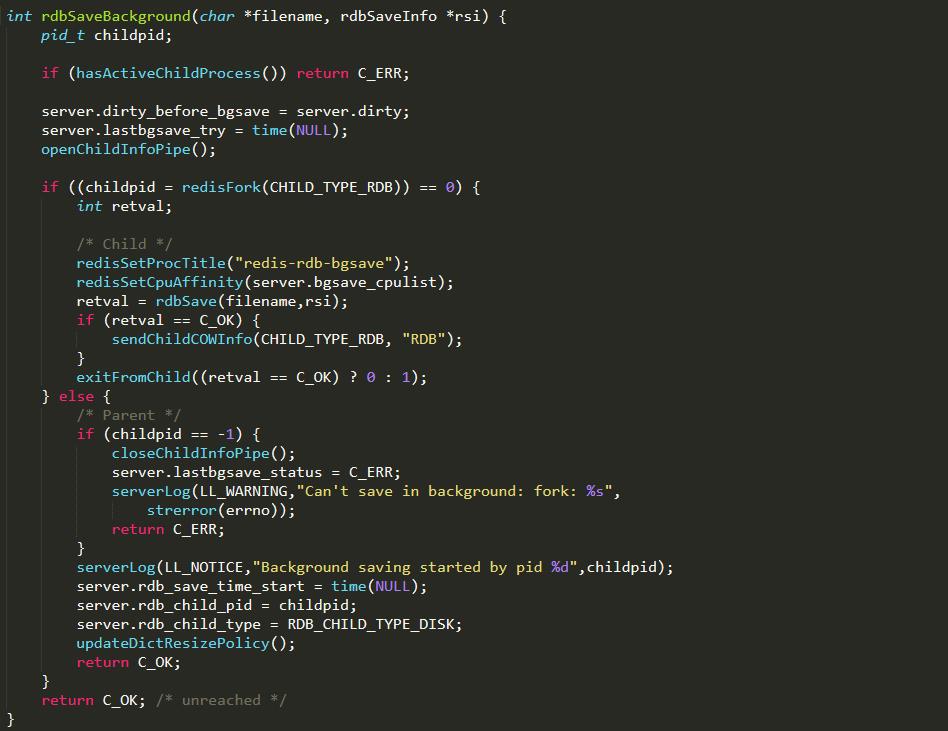 int rdbSaveBackground(char *filename, rdbSaveInfo *rsi) {
    pid_t childpid;

    if (hasActiveChildProcess()) return C_ERR;

    server.dirty_before_bgsave = server.dirty;
    server.lastbgsave_try = time(NULL);
    openChildInfoPipe();

    if ((childpid = redisFork(CHILD_TYPE_RDB)) == 0) {
        int retval;

        /* Child */
        redisSetProcTitle("redis-rdb-bgsave");
        redisSetCpuAffinity(server.bgsave_cpulist);
        retval = rdbSave(filename,rsi);
        if (retval == C_OK) {
            sendChildCOWInfo(CHILD_TYPE_RDB, "RDB");
        }
        exitFromChild((retval == C_OK) ? 0 : 1);
    } else {
        /* Parent */
        if (childpid == -1) {
            closeChildInfoPipe();
            server.lastbgsave_status = C_ERR;
            serverLog(LL_WARNING,"Can't save in background: fork: %s",
                strerror(errno));
            return C_ERR;
        }
        serverLog(LL_NOTICE,"Background saving started by pid %d",childpid);
        server.rdb_save_time_start = time(NULL);
        server.rdb_child_pid = childpid;
        server.rdb_child_type = RDB_CHILD_TYPE_DISK;
        updateDictResizePolicy();
        return C_OK;
    }
    return C_OK; /* unreached */
}